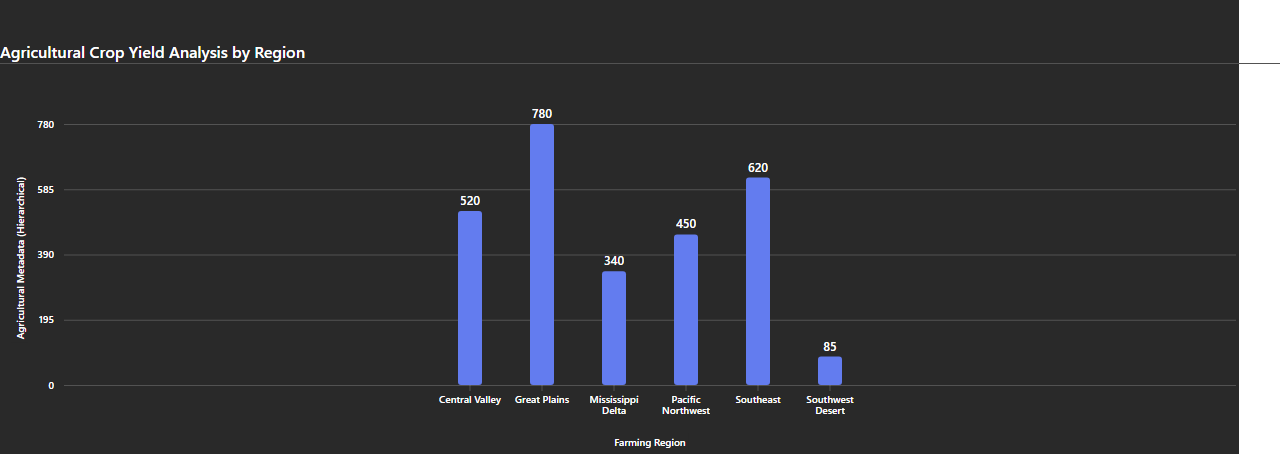 Agricultural Crop Yield Analysis by Region
780
780
620
585
520
450
390
340
195
85
0
Agricultural Metadata (Hierarchical)
Central Valley
Great Plains
Mississippi
Delta
Pacific
Northwest
Southeast
Southwest
Desert
Farming Region